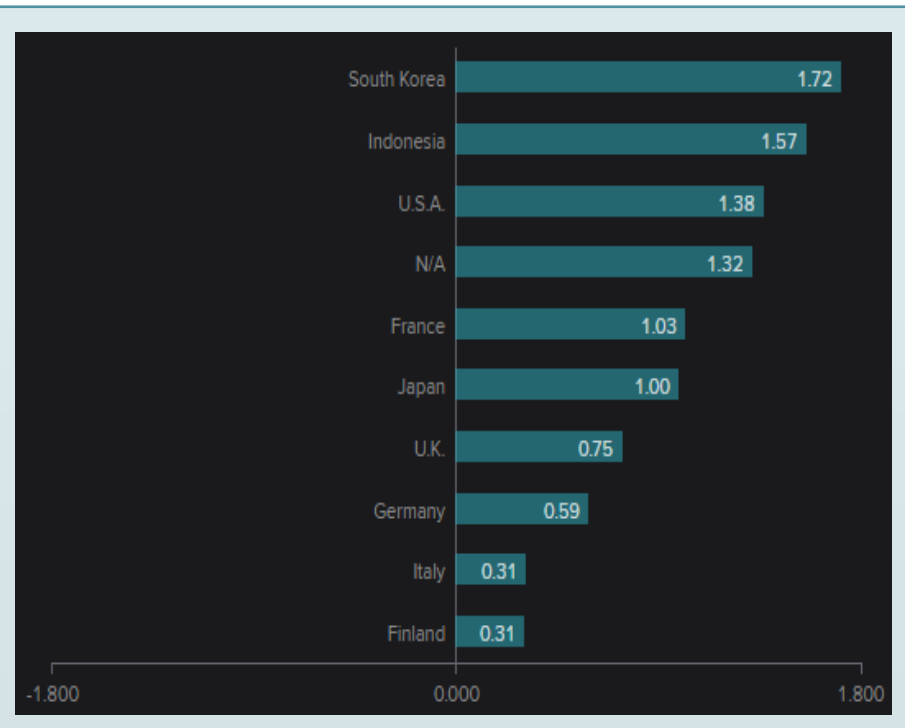 South Korea 1.72
Indonesia 1.57
U.S.A. 1.38
N/A 1.32
France 1.03
Japan 1.00
U.K. 0.75
Germany 0.59
Italy 0.31
Finland 0.31
-1.800 0.000 1.800